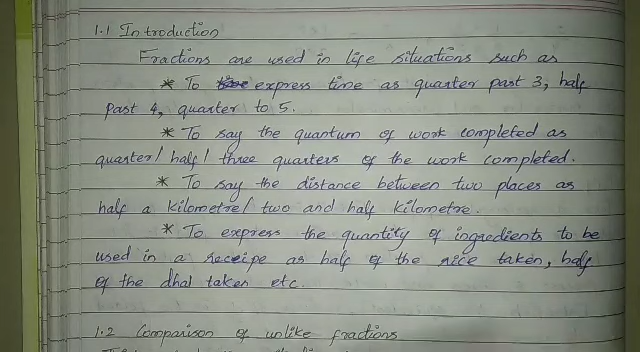 1.1 Introduction
Fractions are used in life situations such as
* To express time as quarter past 3, half
past 4, quarter to 5.
* To say the quantum of work completed as
quarter/ half/ three quarters of the work completed.
* To say the distance between two places as
half a kilometre/ two and half kilometre.
* To express the quantity of ingredients to be
used in a receipe as half of the rice taken, half
of the dhal taken etc.
1.2 Comparison of unlike fractions